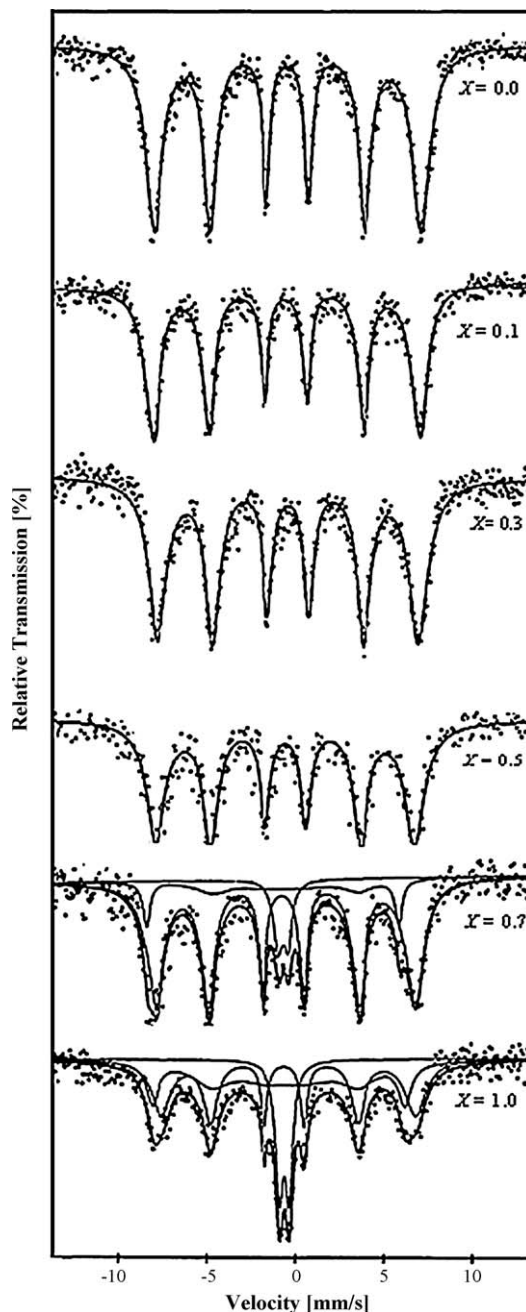 X = 0.0
X = 0.1
X = 0.3
X = 0.5
X = 0.7
X = 1.0
Relative Transmission [%]
-10 -5 0 5 10
Velocity [mm/s]